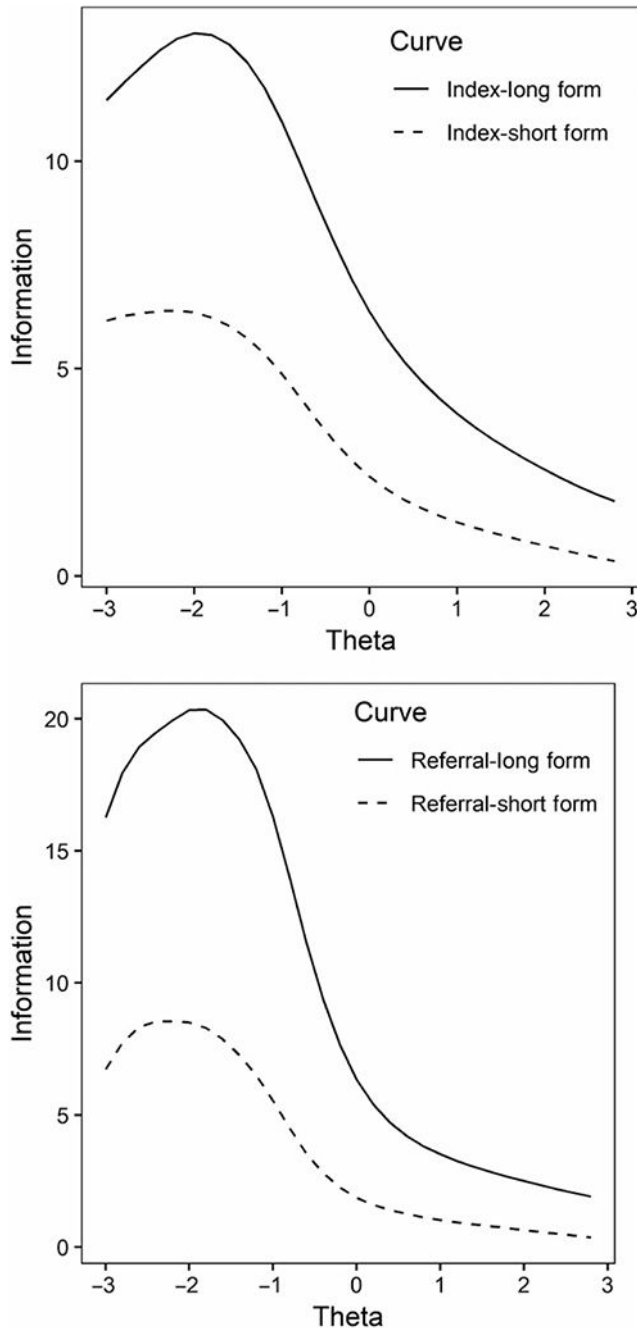 Curve
Index-long form
Index-short form
10
5
0
Information
−3 −2 −1 0 1 2 3
Theta
Curve
Referral-long form
Referral-short form
20
15
10
5
0
Information
−3 −2 −1 0 1 2 3
Theta